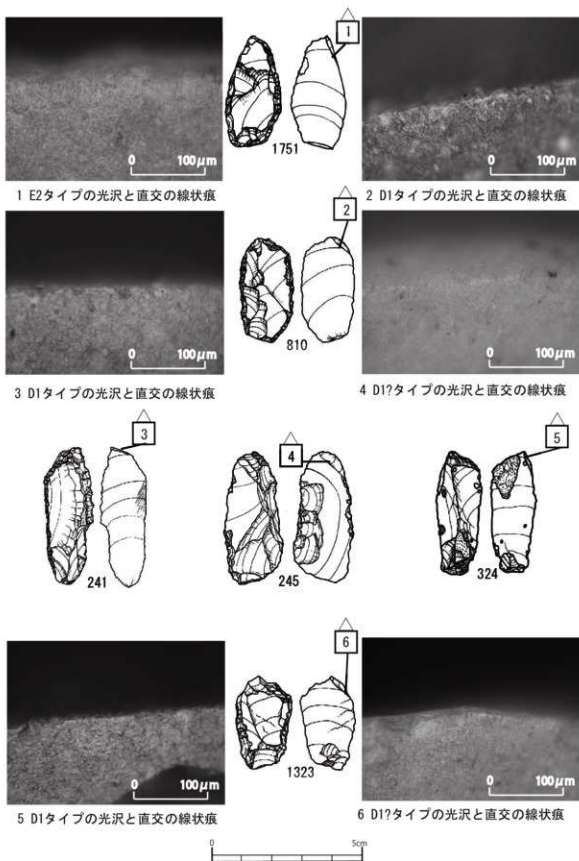 1
0 100μm
1751
0 100μm
1 E2タイプの光沢と直交の線状痕
2 D1タイプの光沢と直交の線状痕
2
0 100μm
810
0 100μm
3 D1タイプの光沢と直交の線状痕
4 D1?タイプの光沢と直交の線状痕
3
4
5
241
245
324
6
0 100μm
1323
0 100μm
5 D1タイプの光沢と直交の線状痕
6 D1?タイプの光沢と直交の線状痕
0 5cm